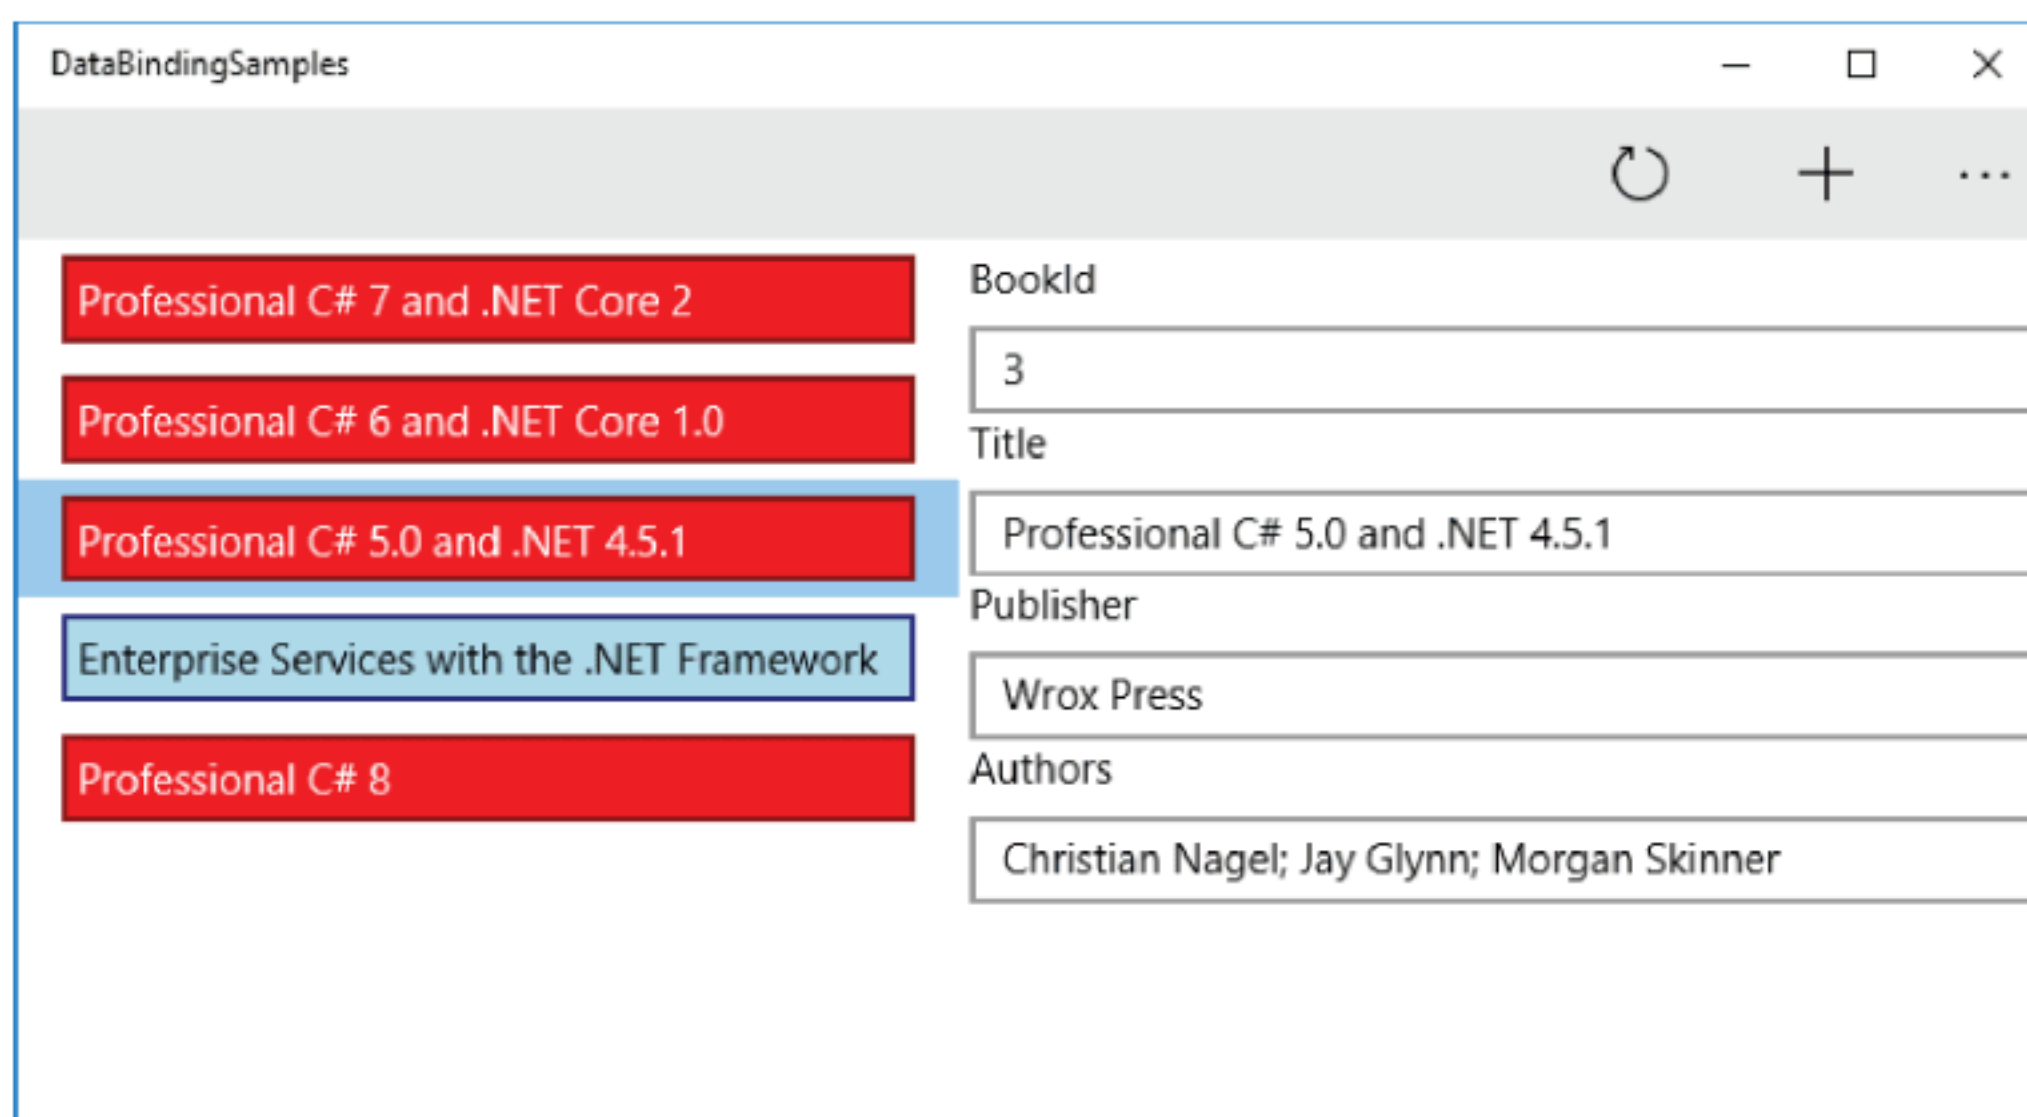 DataBindingSamples
Professional C# 7 and .NET Core 2
Professional C# 6 and .NET Core 1.0
Professional C# 5.0 and .NET 4.5.1
Enterprise Services with the .NET Framework
Professional C# 8
BookId
3
Title
Professional C# 5.0 and .NET 4.5.1
Publisher
Wrox Press
Authors
Christian Nagel; Jay Glynn; Morgan Skinner